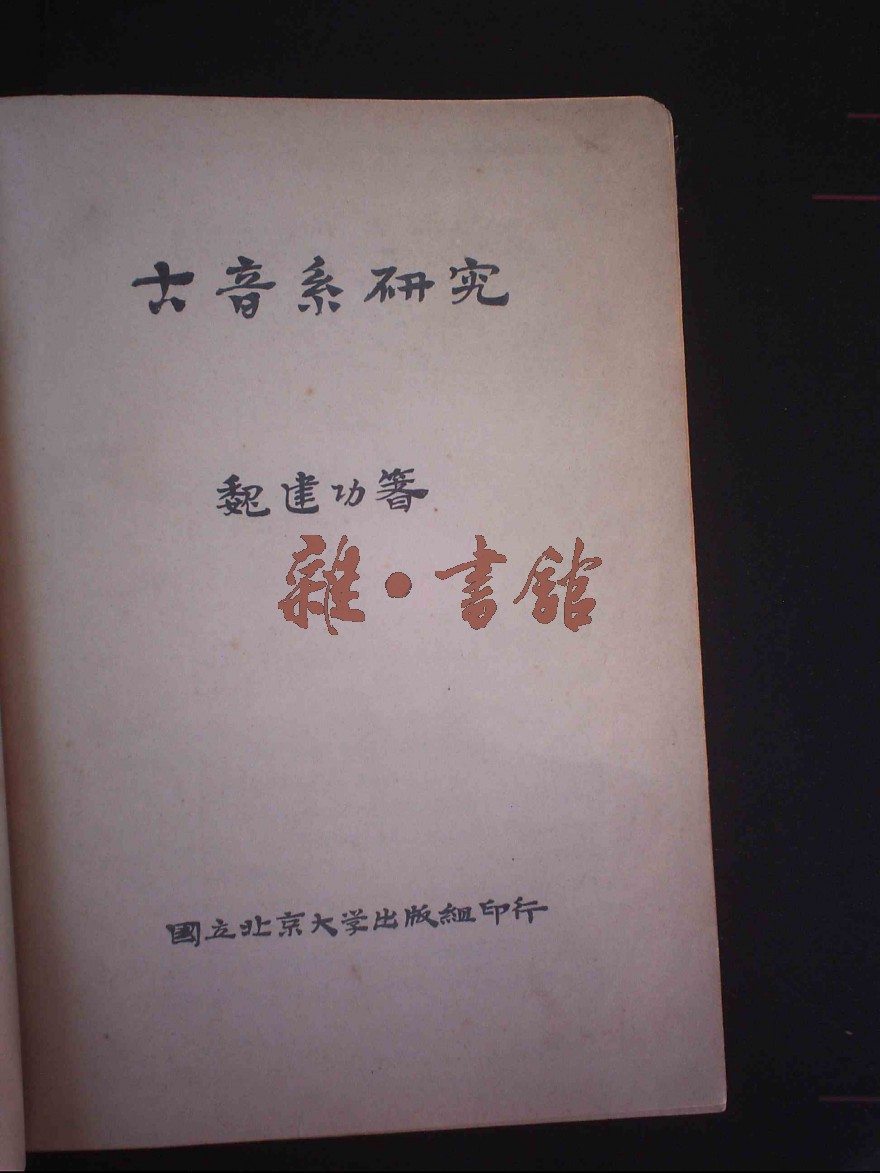 古音系研究
魏建功箸
雜·書館
國立北京大学出版組印行